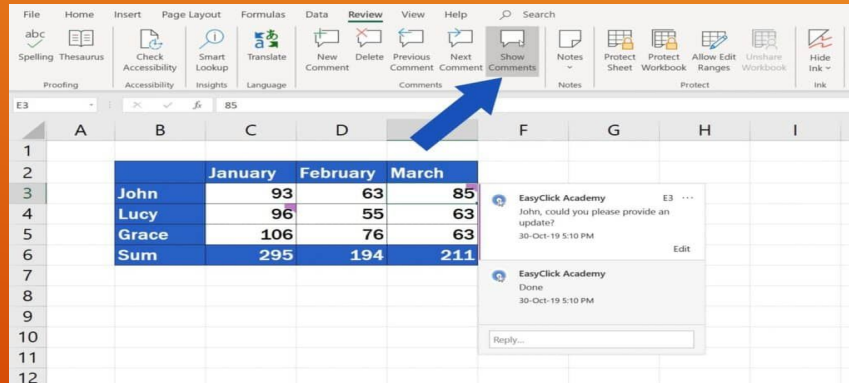 File Home Insert Page Layout Formulas Data Review View Help Search
abc
Spelling Thesaurus Check Accessibility Smart Lookup Translate New Comment Delete Previous Comment Next Comment Show Comments Notes Protect Sheet Protect Workbook Allow Edit Ranges Unshare Workbook Hide Ink
Proofing Accessibility Insights Language Comments Notes Protect Ink
E3 fx 85
A B C D F G H I
1
2 January February March
3 John 93 63 85
4 Lucy 96 55 63
5 Grace 106 76 63
6 Sum 295 194 211
7
8
9
10
11
12
EasyClick Academy E3 ...
John, could you please provide an
update?
30-Oct-19 5:10 PM
Edit
EasyClick Academy
Done
30-Oct-19 5:10 PM
Reply...